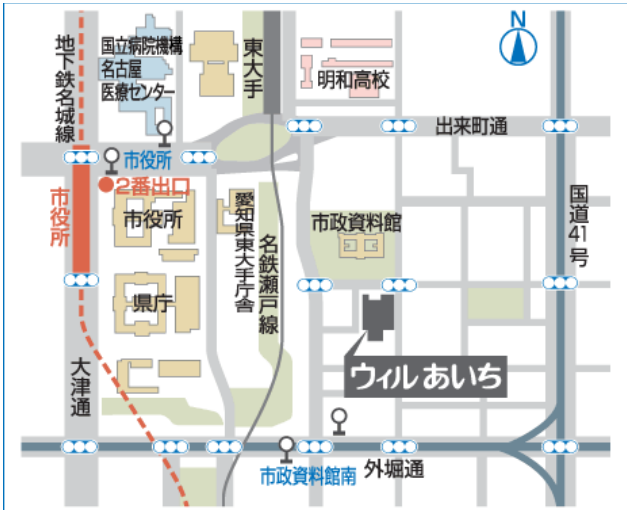 N
地下鉄名城線
国立病院機構
名古屋
医療センター
東大手
明和高校
出来町通
市役所
2番出口
市役所
市役所
愛知県東大手庁舎
名鉄瀬戸線
市政資料館
国道41号
県庁
ウィルあいち
大津通
市政資料館南
外堀通